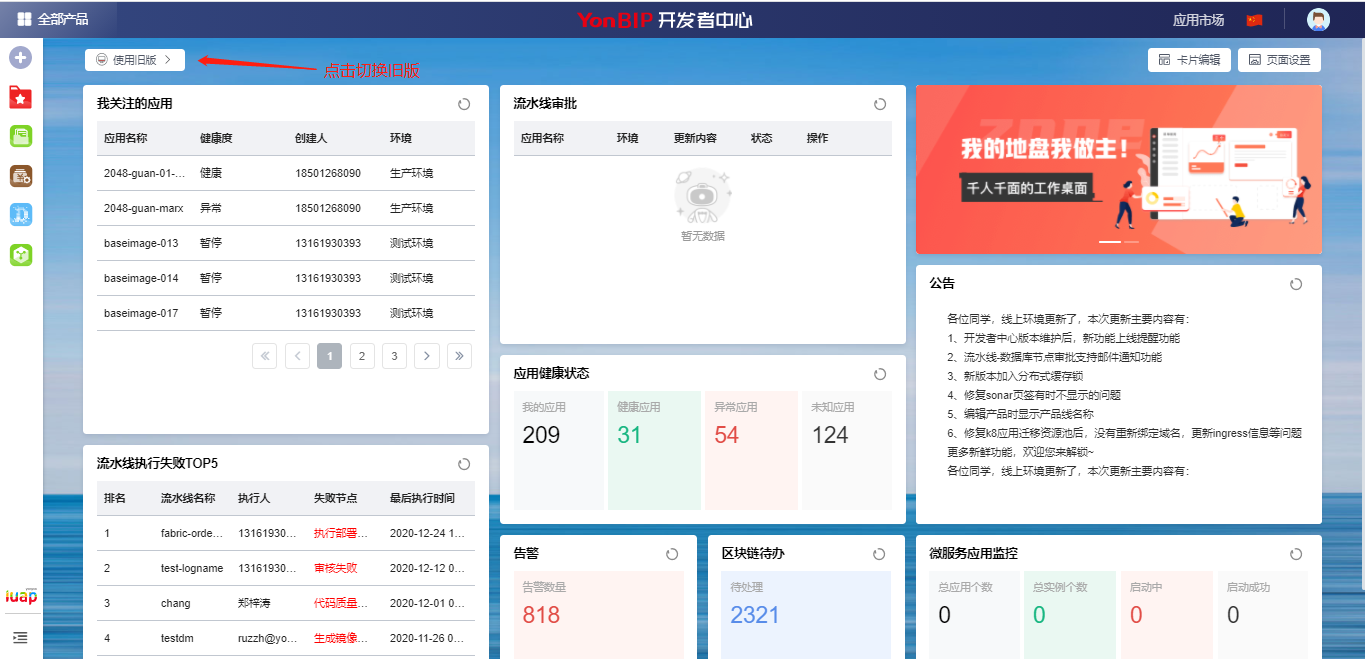 全部产品
YonBIP 开发者中心
应用市场
使用旧版
点击切换旧版
卡片编辑
页面设置
我关注的应用
应用名称 健康度 创建人 环境
2048-guan-01-... 健康 18501268090 生产环境
2048-guan-marx 异常 18501268090 生产环境
baseimage-013 暂停 13161930393 测试环境
baseimage-014 暂停 13161930393 测试环境
baseimage-017 暂停 13161930393 测试环境
« < 1 2 3 > »
流水线审批
应用名称 环境 更新内容 状态 操作
暂无数据
zone
我的地盘我做主!
千人千面的工作桌面
公告
各位同学，线上环境更新了，本次更新主要内容有：
1、开发者中心版本维护后，新功能上线提醒功能
2、流水线-数据库节点审批支持邮件通知功能
3、新版本加入分布式缓存锁
4、修复sonar页签有时不显示的问题
5、编辑产品时显示产品线名称
6、修复k8应用迁移资源池后，没有重新绑定域名，更新ingress信息等问题
更多新鲜功能，欢迎您来解锁~
各位同学，线上环境更新了，本次更新主要内容有：
应用健康状态
我的应用 健康应用 异常应用 未知应用
209 31 54 124
流水线执行失败TOP5
排名 流水线名称 执行人 失败节点 最后执行时间
1 fabric-orde... 13161930... 执行部署... 2020-12-24 1...
2 test-logname 13161930... 审核失败 2020-12-12 0...
3 chang 郑梓涛 代码质量... 2020-12-01 0...
4 testdm ruzzh@yo... 生成镜像... 2020-11-26 0...
告警
告警数量
818
区块链待办
待处理
2321
微服务应用监控
总应用个数 总实例个数 启动中 启动成功
0 0 0 0
iuap